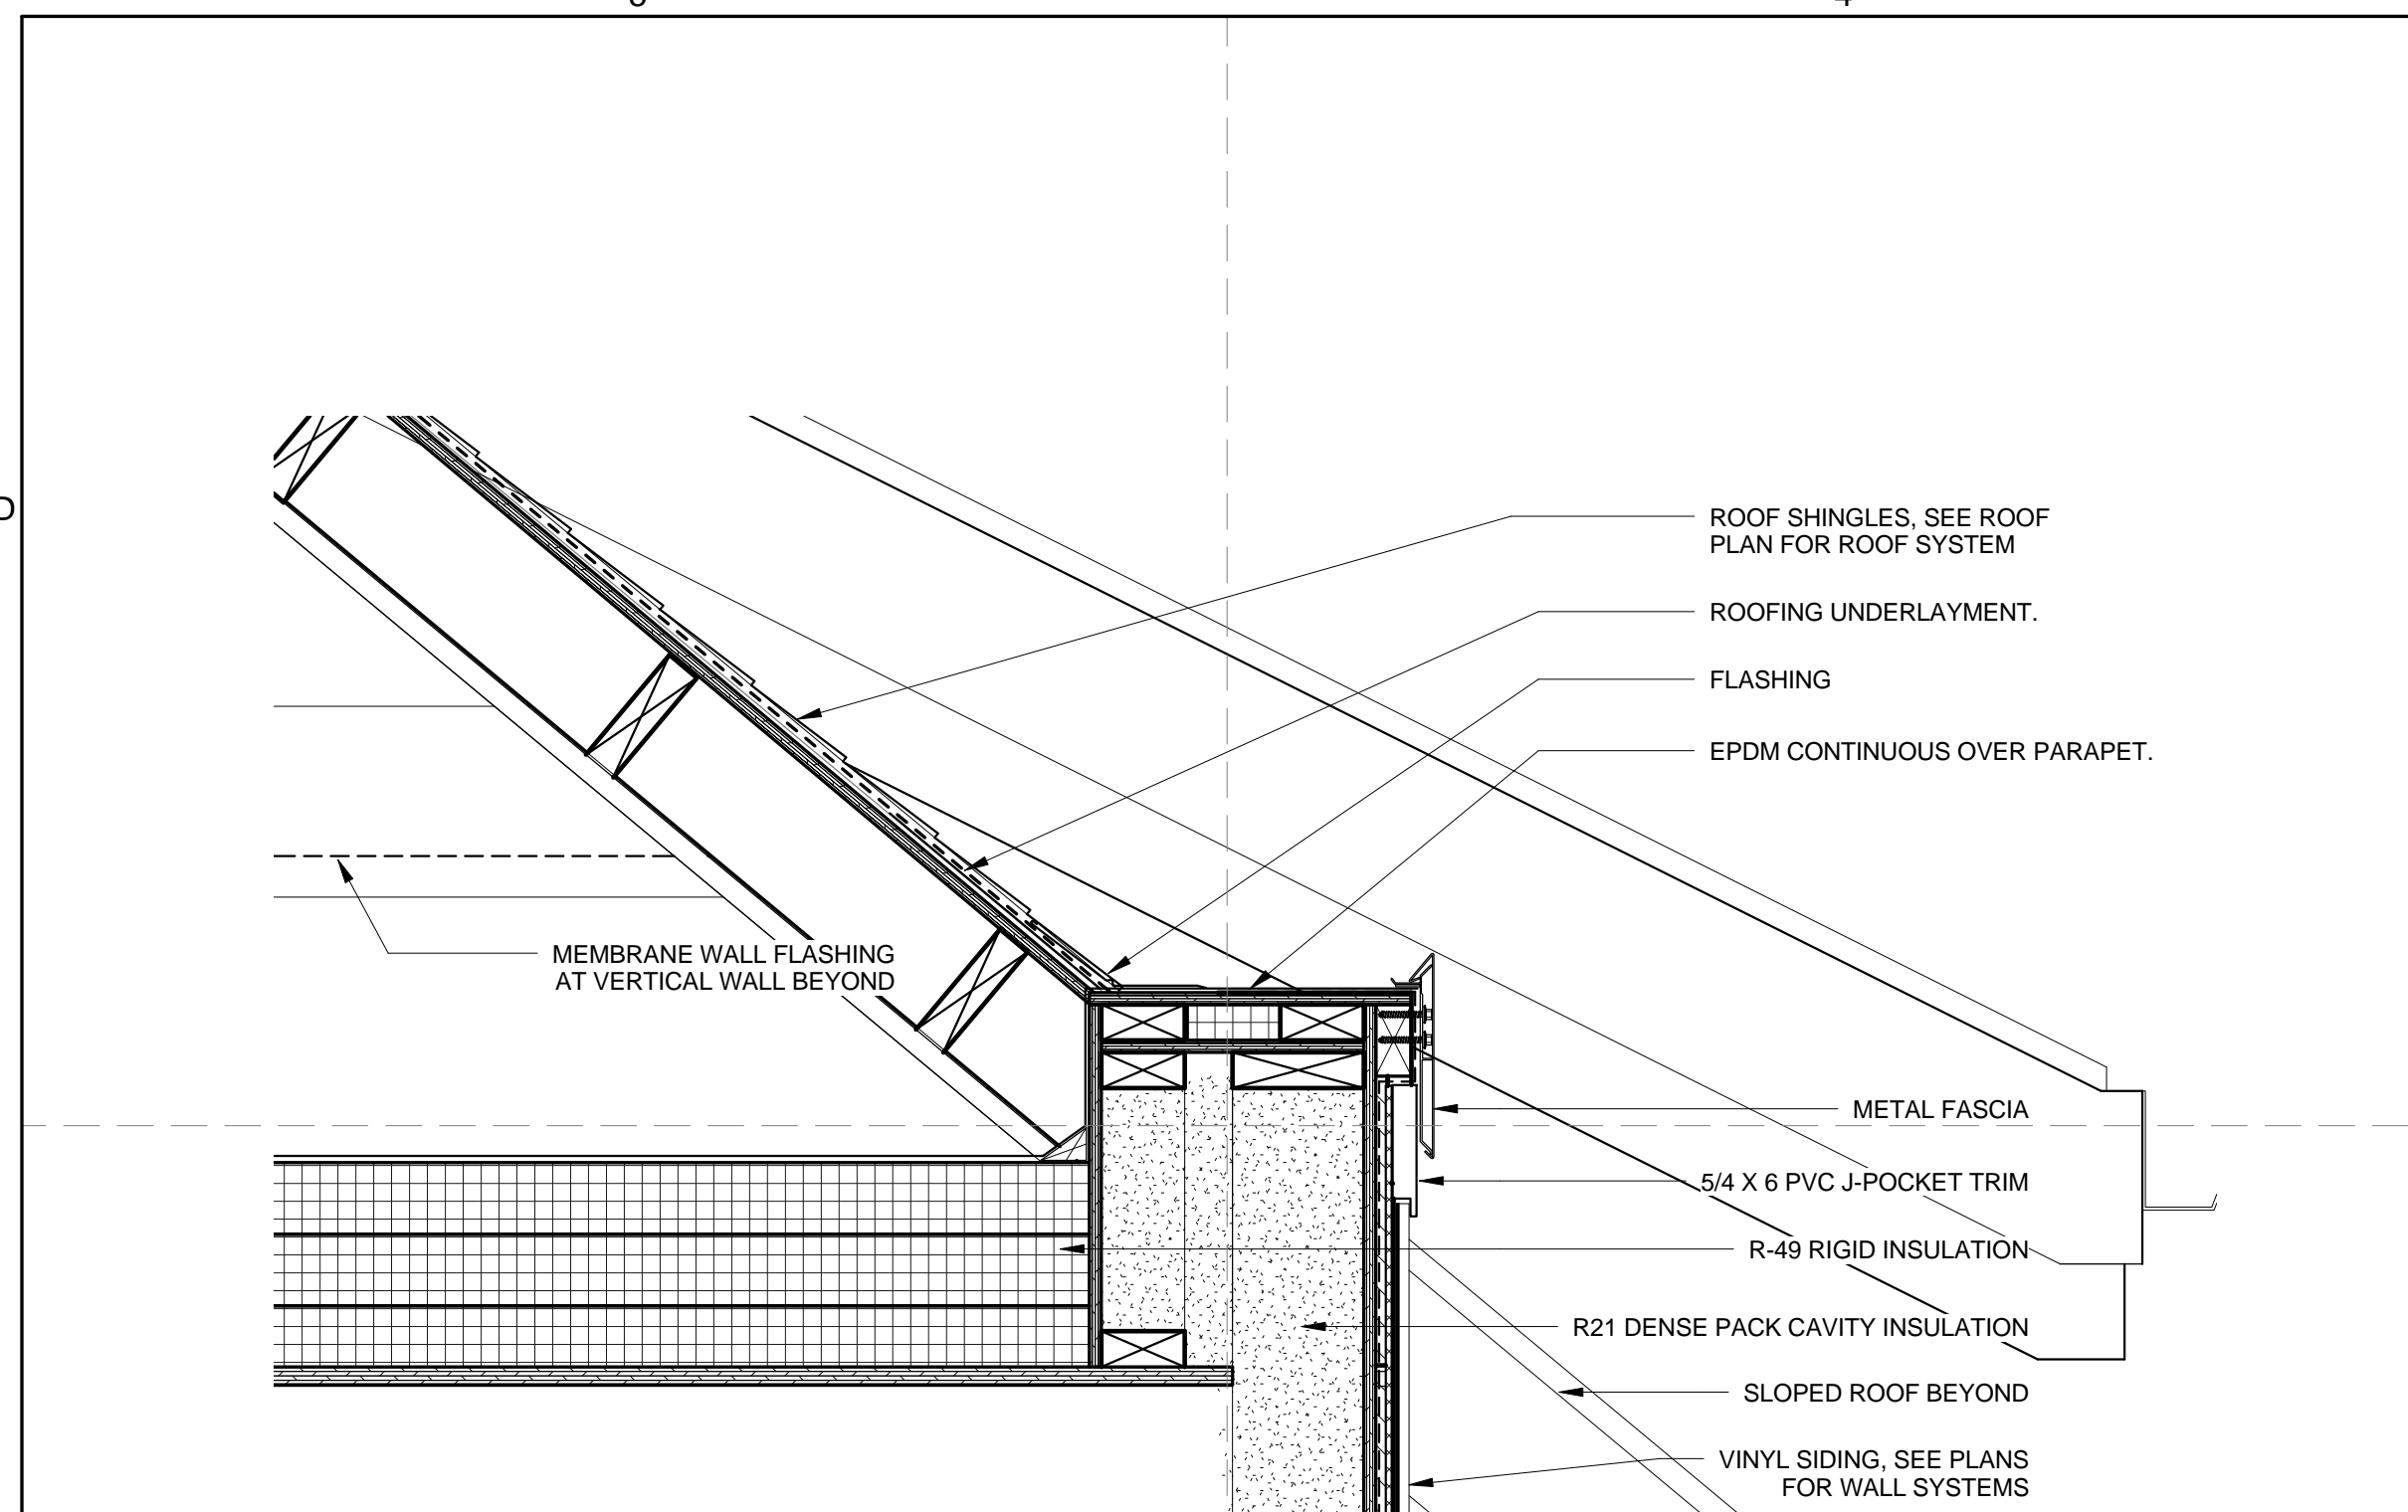 D
ROOF SHINGLES, SEE ROOF
PLAN FOR ROOF SYSTEM
ROOFING UNDERLAYMENT.
FLASHING
EPDM CONTINUOUS OVER PARAPET.
MEMBRANE WALL FLASHING
AT VERTICAL WALL BEYOND
METAL FASCIA
5/4 X 6 PVC J-POCKET TRIM
R-49 RIGID INSULATION
R21 DENSE PACK CAVITY INSULATION
SLOPED ROOF BEYOND
VINYL SIDING, SEE PLANS
FOR WALL SYSTEMS